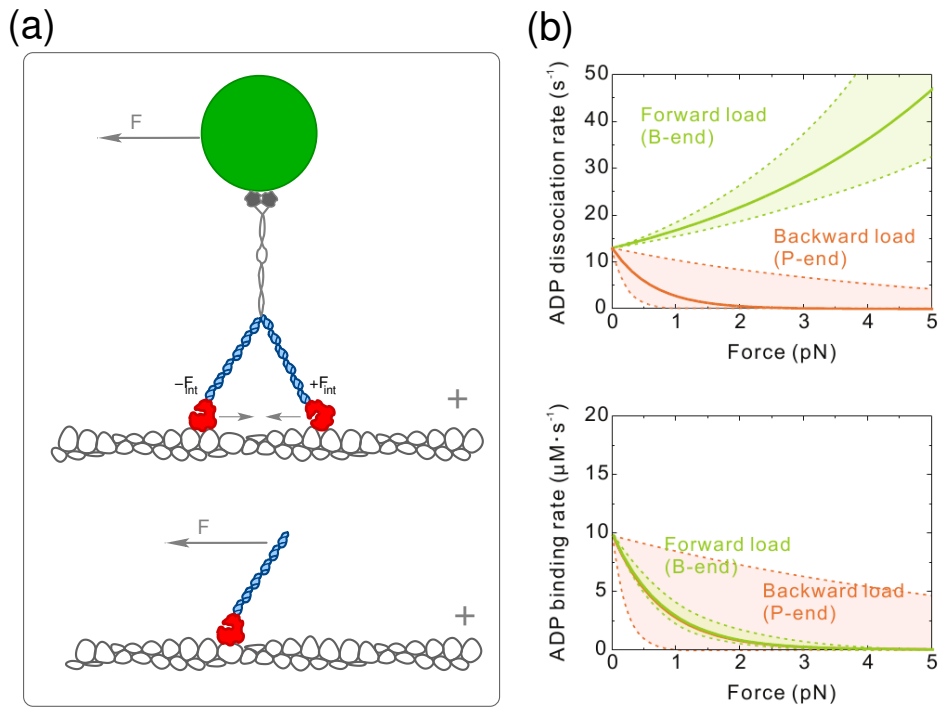 (a)
F
−Fint
+Fint
+
F
+
(b)
ADP dissociation rate (s-1)
50
40
30
20
10
0
Forward load
(B-end)
Backward load
(P-end)
0 1 2 3 4 5
Force (pN)
ADP binding rate (μM·s-1)
20
15
10
5
0
Forward load
(B-end)
Backward load
(P-end)
0 1 2 3 4 5
Force (pN)